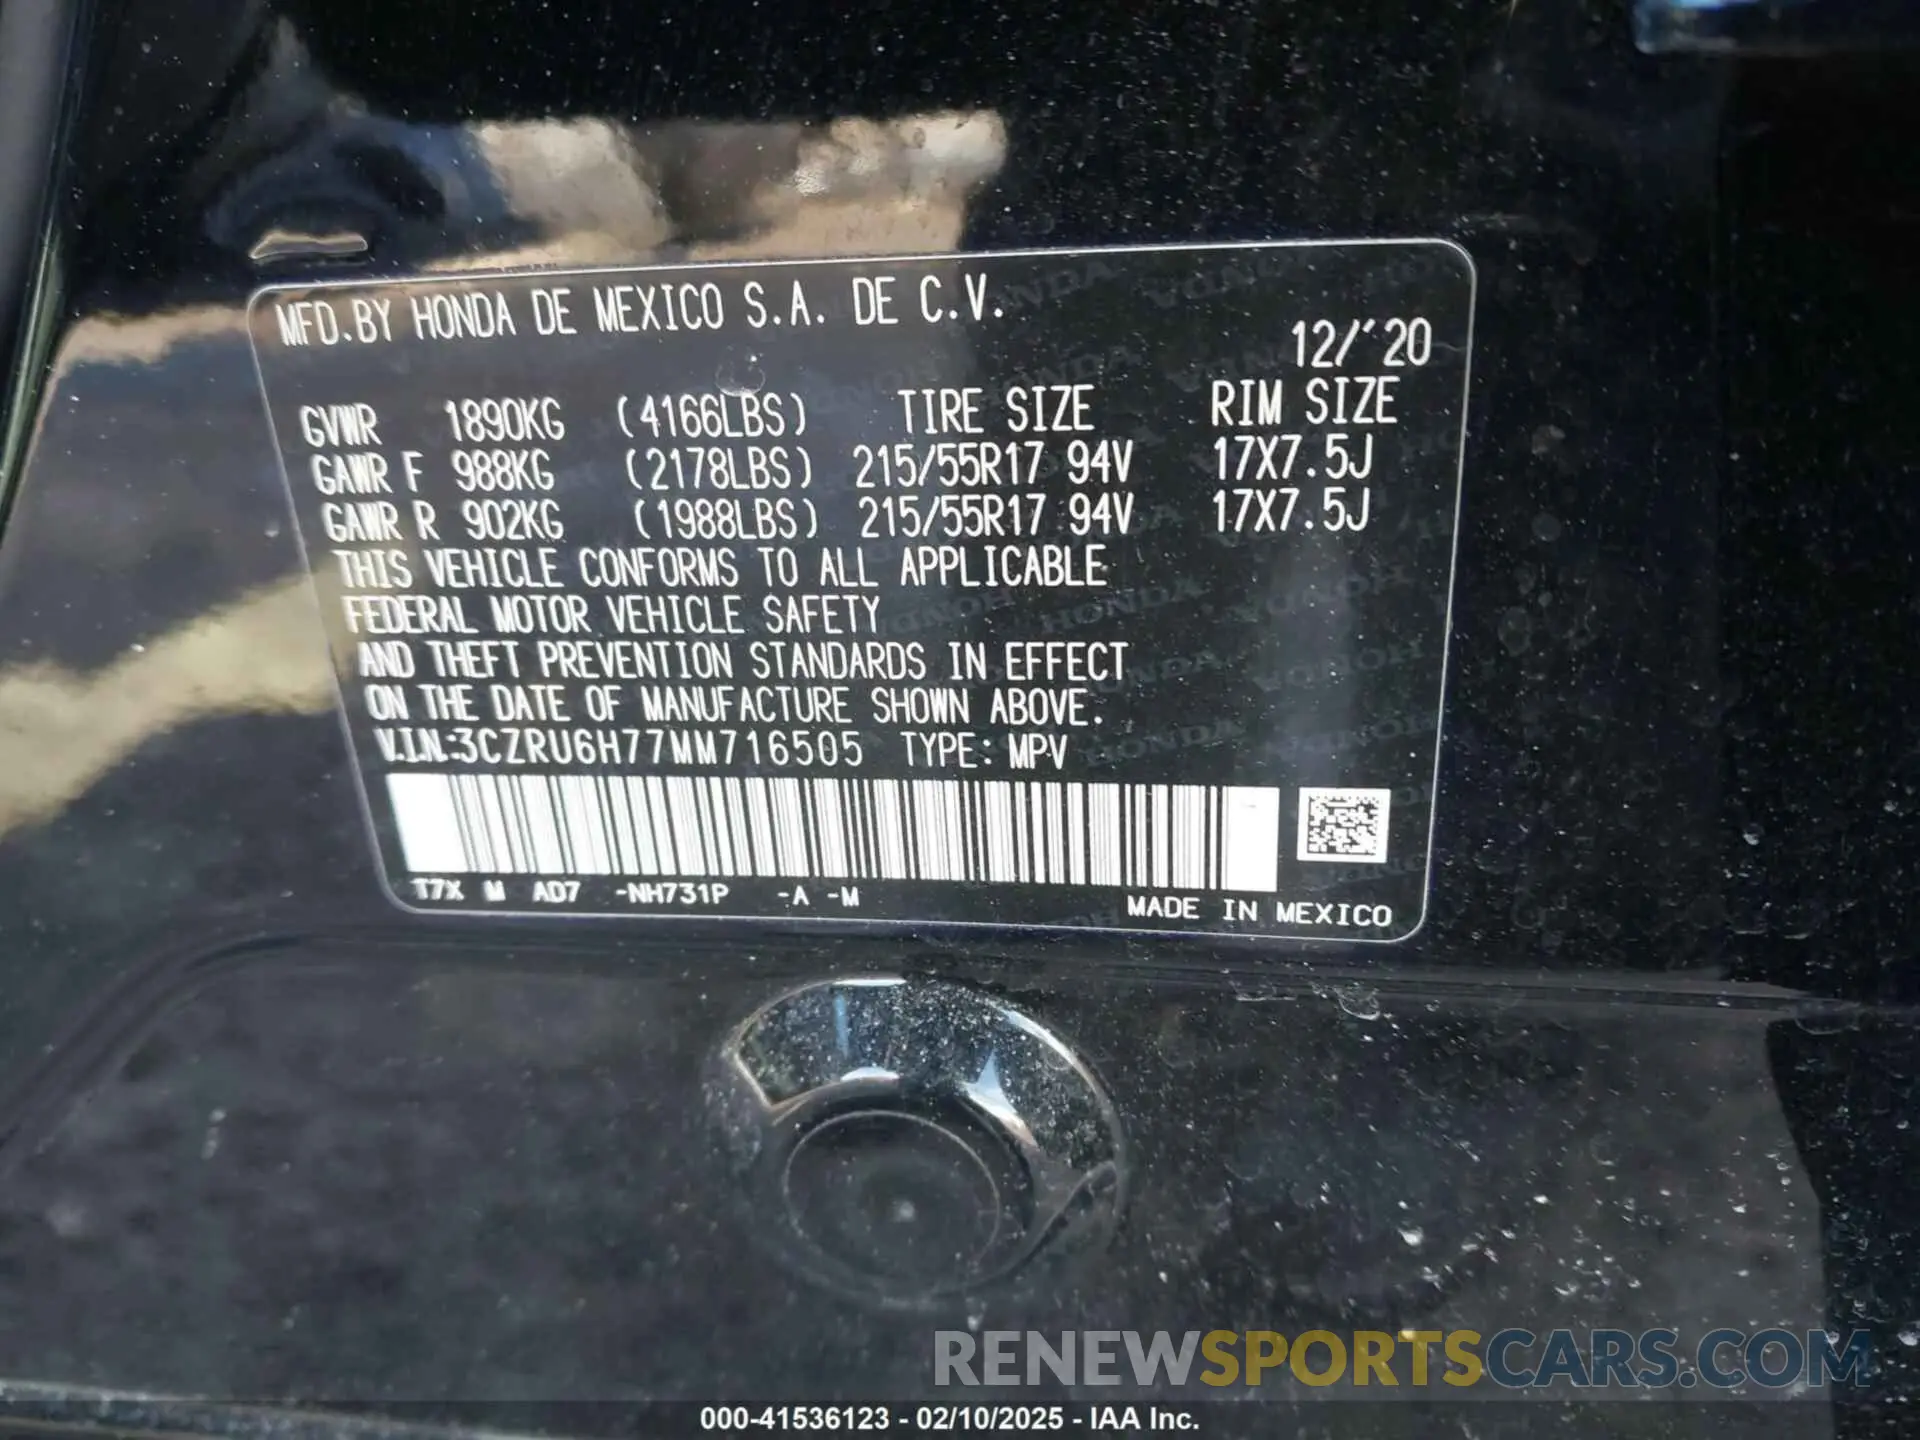 MFD.BY HONDA DE MEXICO S.A. DE C.V.
12/'20
GVWR 1890KG (4166LBS) TIRE SIZE RIM SIZE
GAWR F 988KG (2178LBS) 215/55R17 94V 17X7.5J
GAWR R 902KG (1988LBS) 215/55R17 94V 17X7.5J
THIS VEHICLE CONFORMS TO ALL APPLICABLE
FEDERAL MOTOR VEHICLE SAFETY
AND THEFT PREVENTION STANDARDS IN EFFECT
ON THE DATE OF MANUFACTURE SHOWN ABOVE.
V.I.N.:3CZRU6H77MM716505 TYPE: MPV
T7X M AD7 -NH731P -A -M
MADE IN MEXICO
RENEWSPORTSCARS.COM
000-41536123 - 02/10/2025 - IAA Inc.